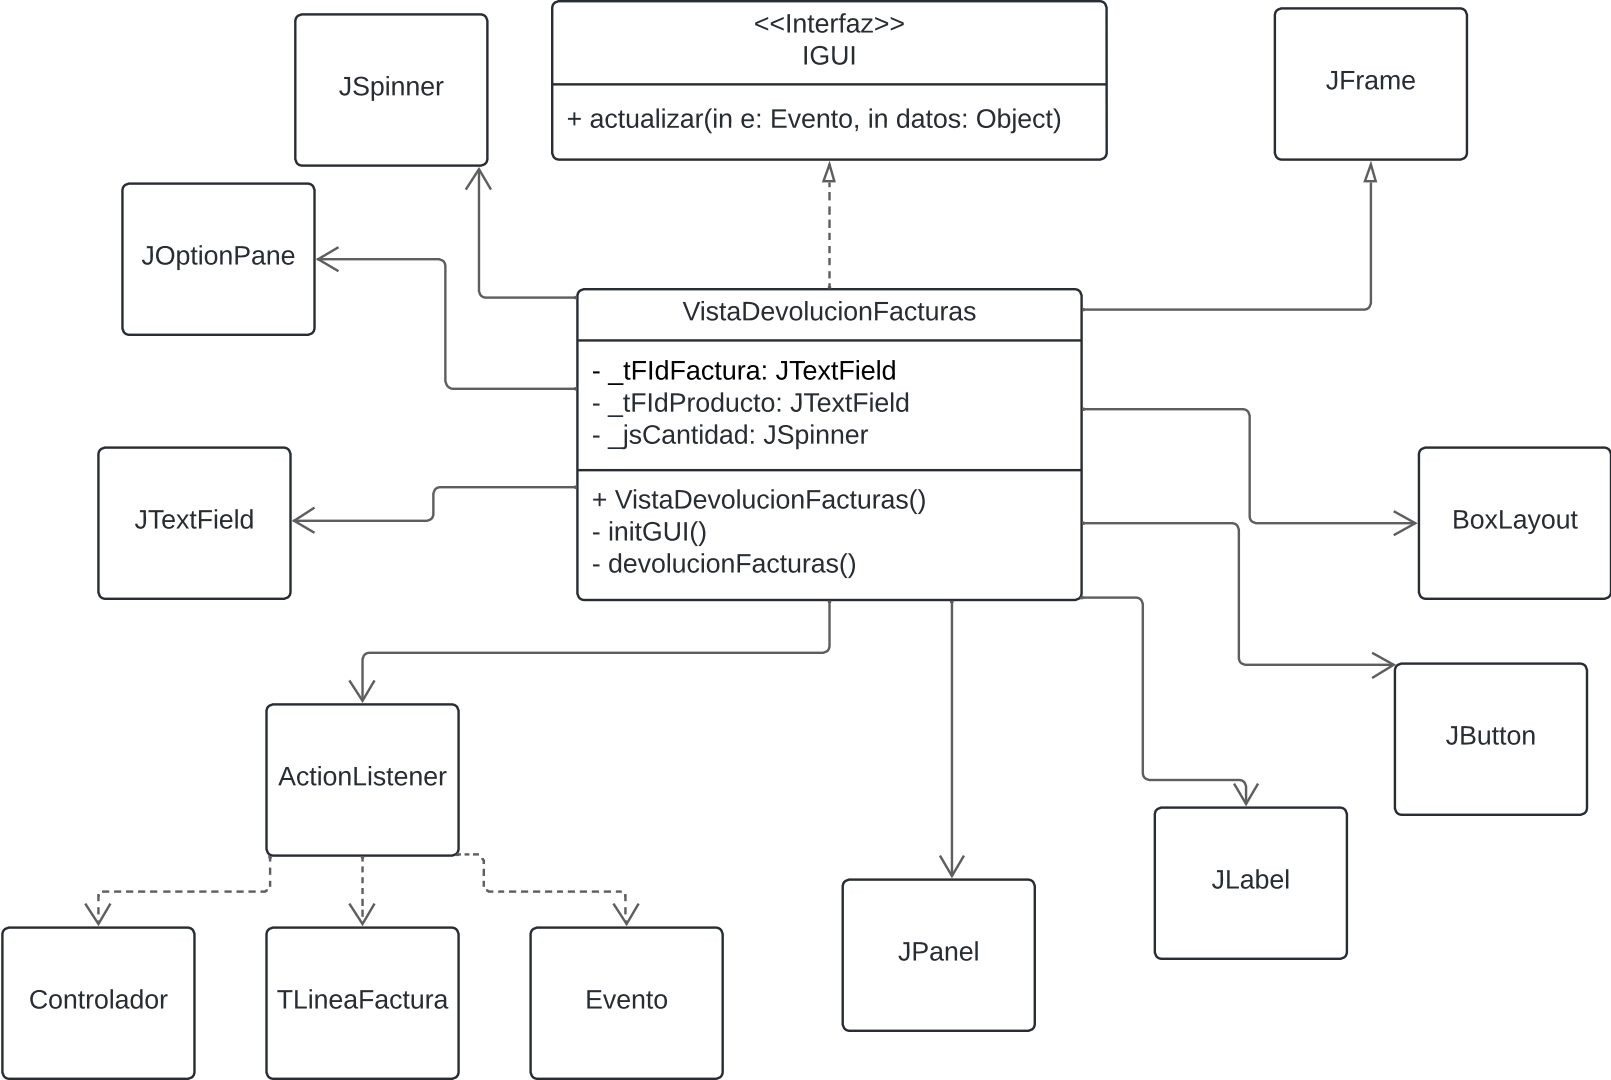 <<Interfaz>>
IGUI
+ actualizar(in e: Evento, in datos: Object)
JSpinner
JFrame
JOptionPane
VistaDevolucionFacturas
- _tFIdFactura: JTextField
- _tFIdProducto: JTextField
- _jsCantidad: JSpinner
+ VistaDevolucionFacturas()
- initGUI()
- devolucionFacturas()
JTextField
BoxLayout
JButton
ActionListener
JLabel
JPanel
Controlador
TLineaFactura
Evento